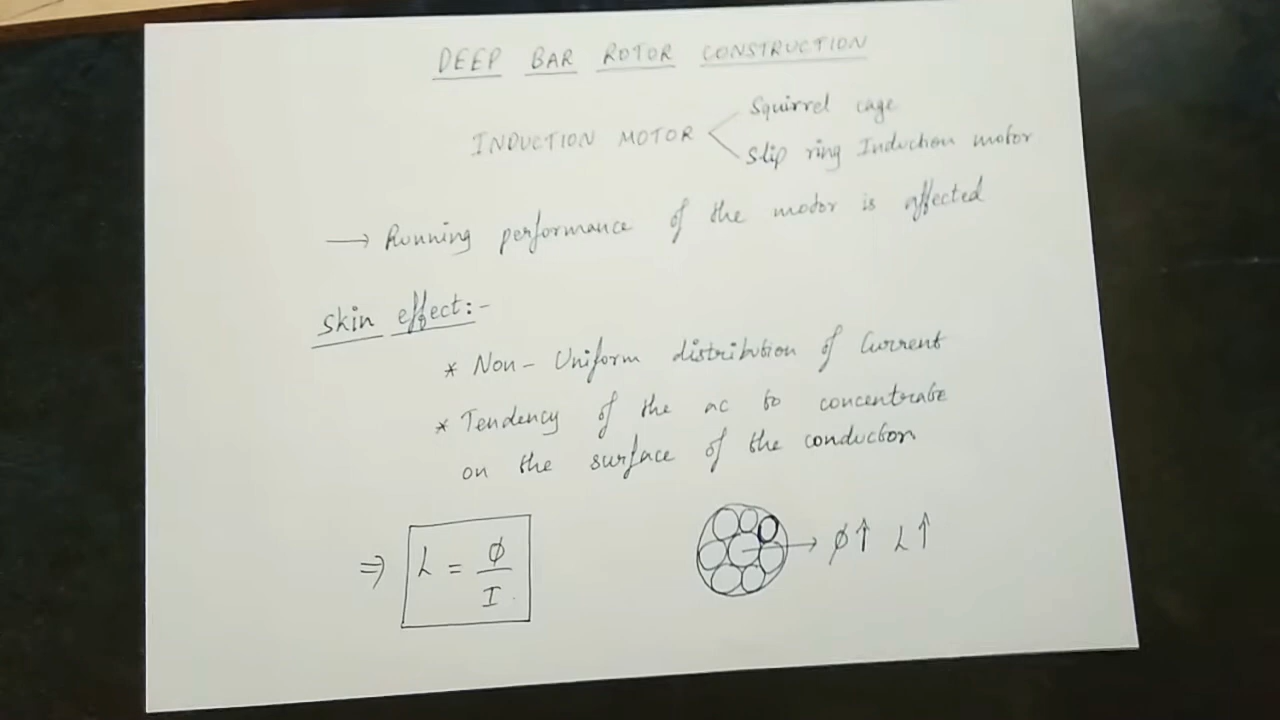 DEEP BAR ROTOR CONSTRUCTION
INDUCTION MOTOR
Squirrel cage
Slip ring Induction motor
→ Running performance of the motor is affected
Skin effect:-
* Non - Uniform distribution of Current
* Tendency of the ac to concentrate
on the surface of the conductor
⇒ L = φ/I
φ↑ L↑